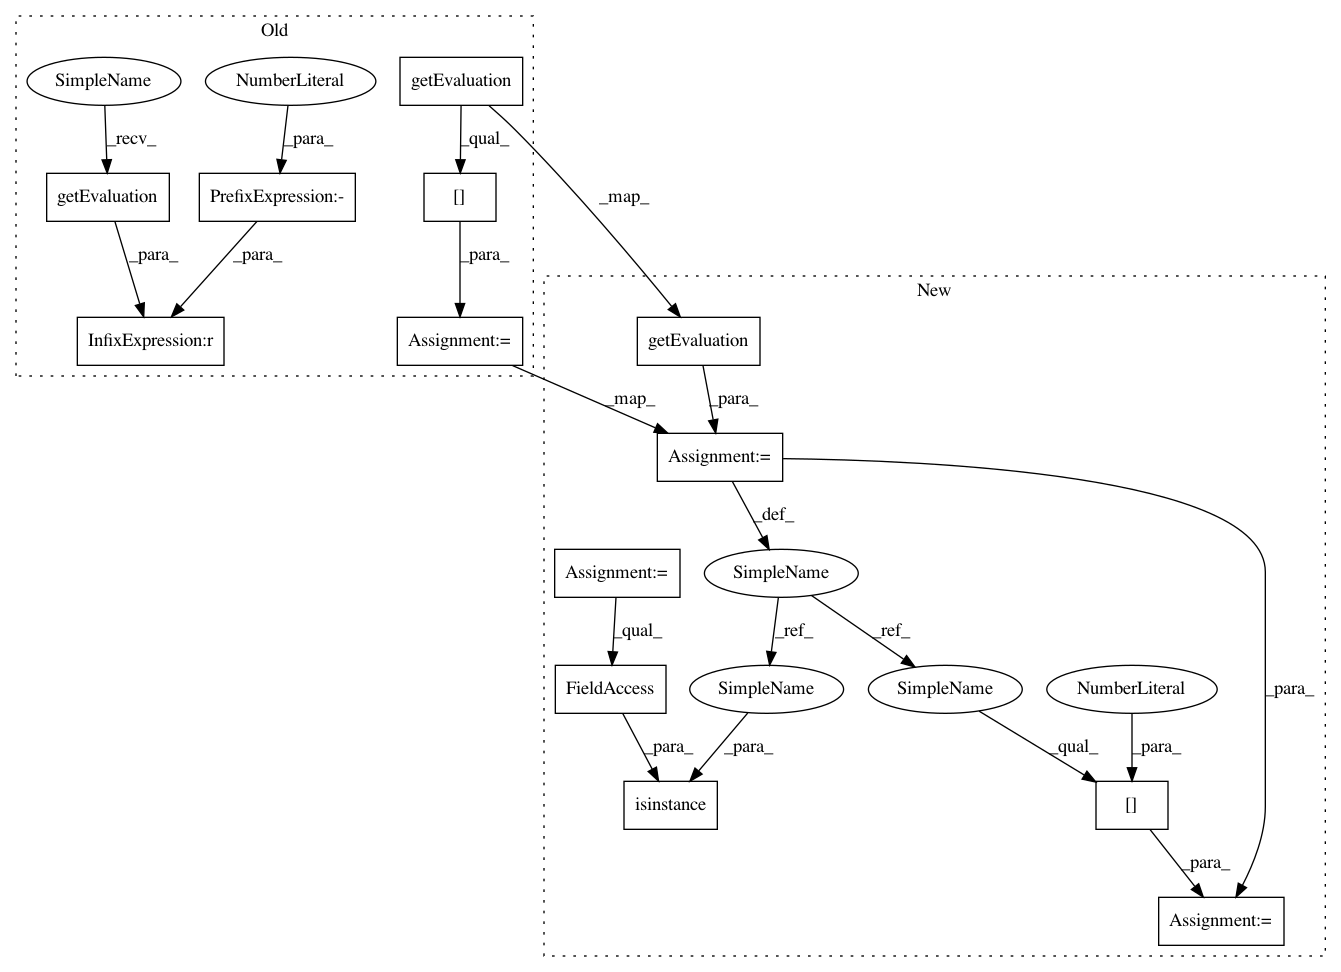 Old
SimpleName
NumberLiteral
getEvaluation
_recv_
_para_
_qual_
getEvaluation
PrefixExpression:-
[]
_map_
_para_
_para_
_para_
New
InfixExpression:r
Assignment:=
getEvaluation
_map_
_para_
Assignment:=
_def_
Assignment:=
SimpleName
_qual_
_ref_
_ref_
FieldAccess
SimpleName
SimpleName
NumberLiteral
_para_
_para_
_para_
_qual_
_para_
isinstance
[]
_para_
Assignment:=